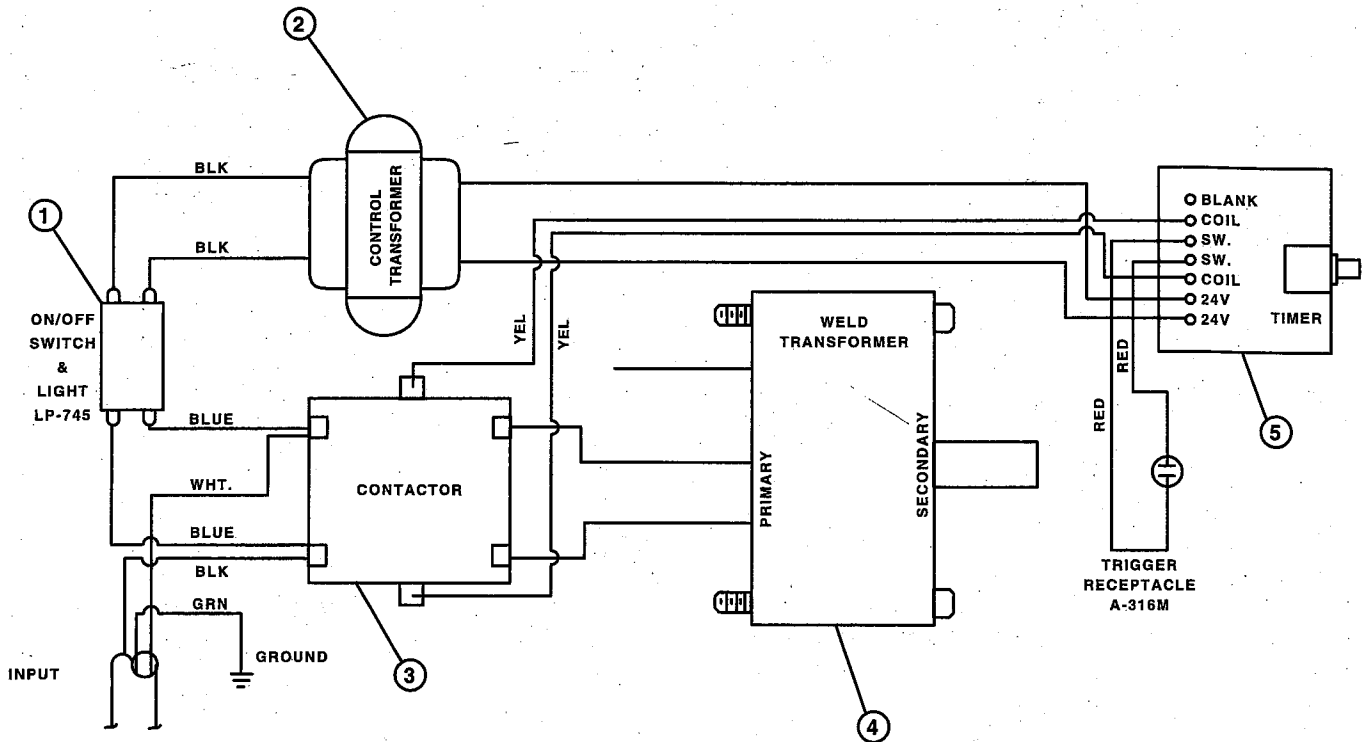 2
BLK
CONTROL
TRANSFORMER
1
BLK
ON/OFF
SWITCH
&
LIGHT
LP-745
BLANK
COIL
SW.
SW.
COIL
24V
24V
TIMER
5
YEL
YEL
WELD
TRANSFORMER
PRIMARY
SECONDARY
4
RED
RED
TRIGGER
RECEPTACLE
A-316M
BLUE
WHT.
CONTACTOR
BLUE
BLK
GRN
3
INPUT
GROUND